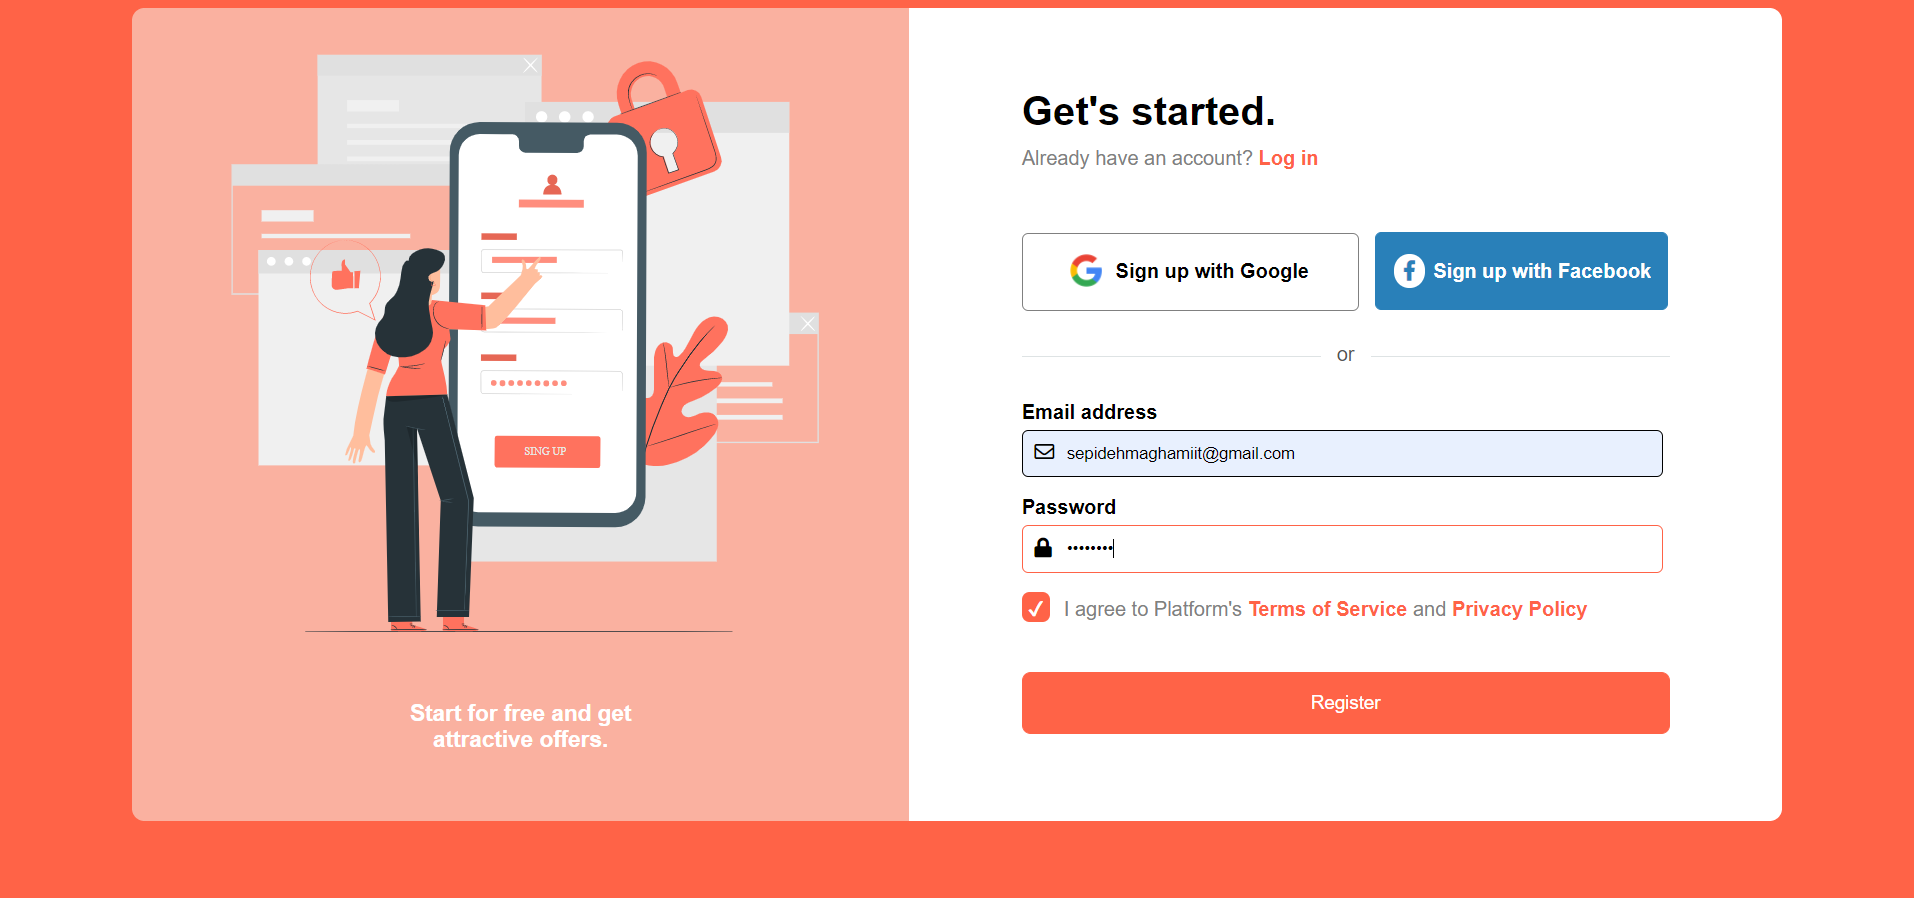 SING UP
Start for free and get
attractive offers.
Get's started.
Already have an account? Log in
Sign up with Google
Sign up with Facebook
or
Email address
sepidehmaghamiit@gmail.com
Password
••••••••
I agree to Platform's Terms of Service and Privacy Policy
Register